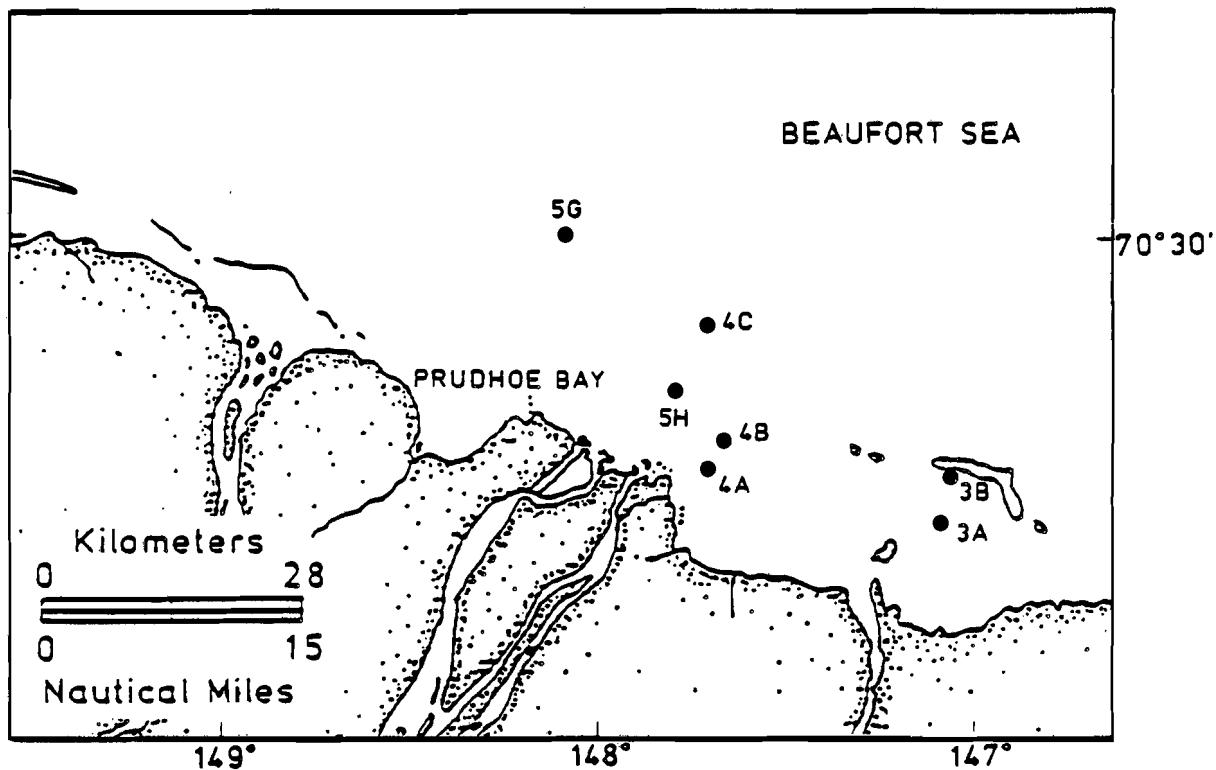 BEAUFORT SEA
5G
70°30'
4C
PRUDHOE BAY
5H
4B
4A
3B
3A
Kilometers
0 28
0 15
Nautical Miles
149° 148° 147°